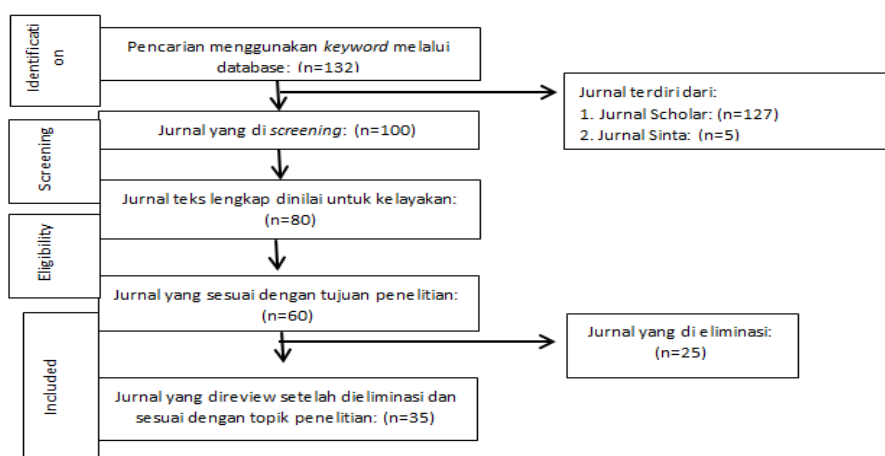 Identificati
on
Pencarian menggunakan keyword melalui
database: (n=132)
Jurnal terdiri dari:
1. Jurnal Scholar: (n=127)
2. Jurnal Sinta: (n=5)
Screening
Jurnal yang di screening: (n=100)
Jurnal teks lengkap dinilai untuk kelayakan:
(n=80)
Eligibility
Jurnal yang sesuai dengan tujuan penelitian:
(n=60)
Jurnal yang di eliminasi:
(n=25)
Included
Jurnal yang direview setelah dieliminasi dan
sesuai dengan topik penelitian: (n=35)